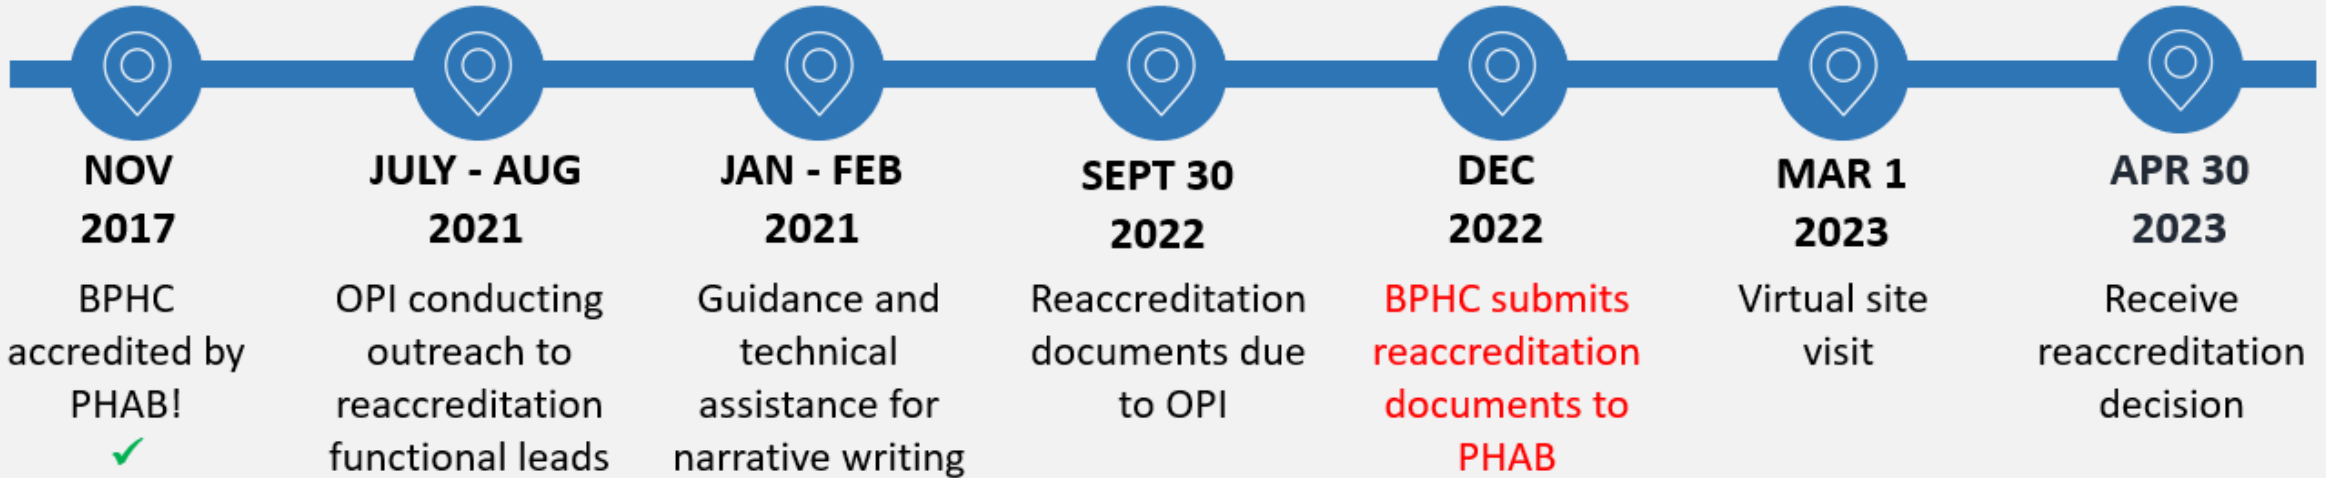 NOV
2017
BPHC
accredited by
PHAB!
✓
JULY - AUG
2021
OPI conducting
outreach to
reaccreditation
functional leads
JAN - FEB
2021
Guidance and
technical
assistance for
narrative writing
SEPT 30
2022
Reaccreditation
documents due
to OPI
DEC
2022
BPHC submits
reaccreditation
documents to
PHAB
MAR 1
2023
Virtual site
visit
APR 30
2023
Receive
reaccreditation
decision